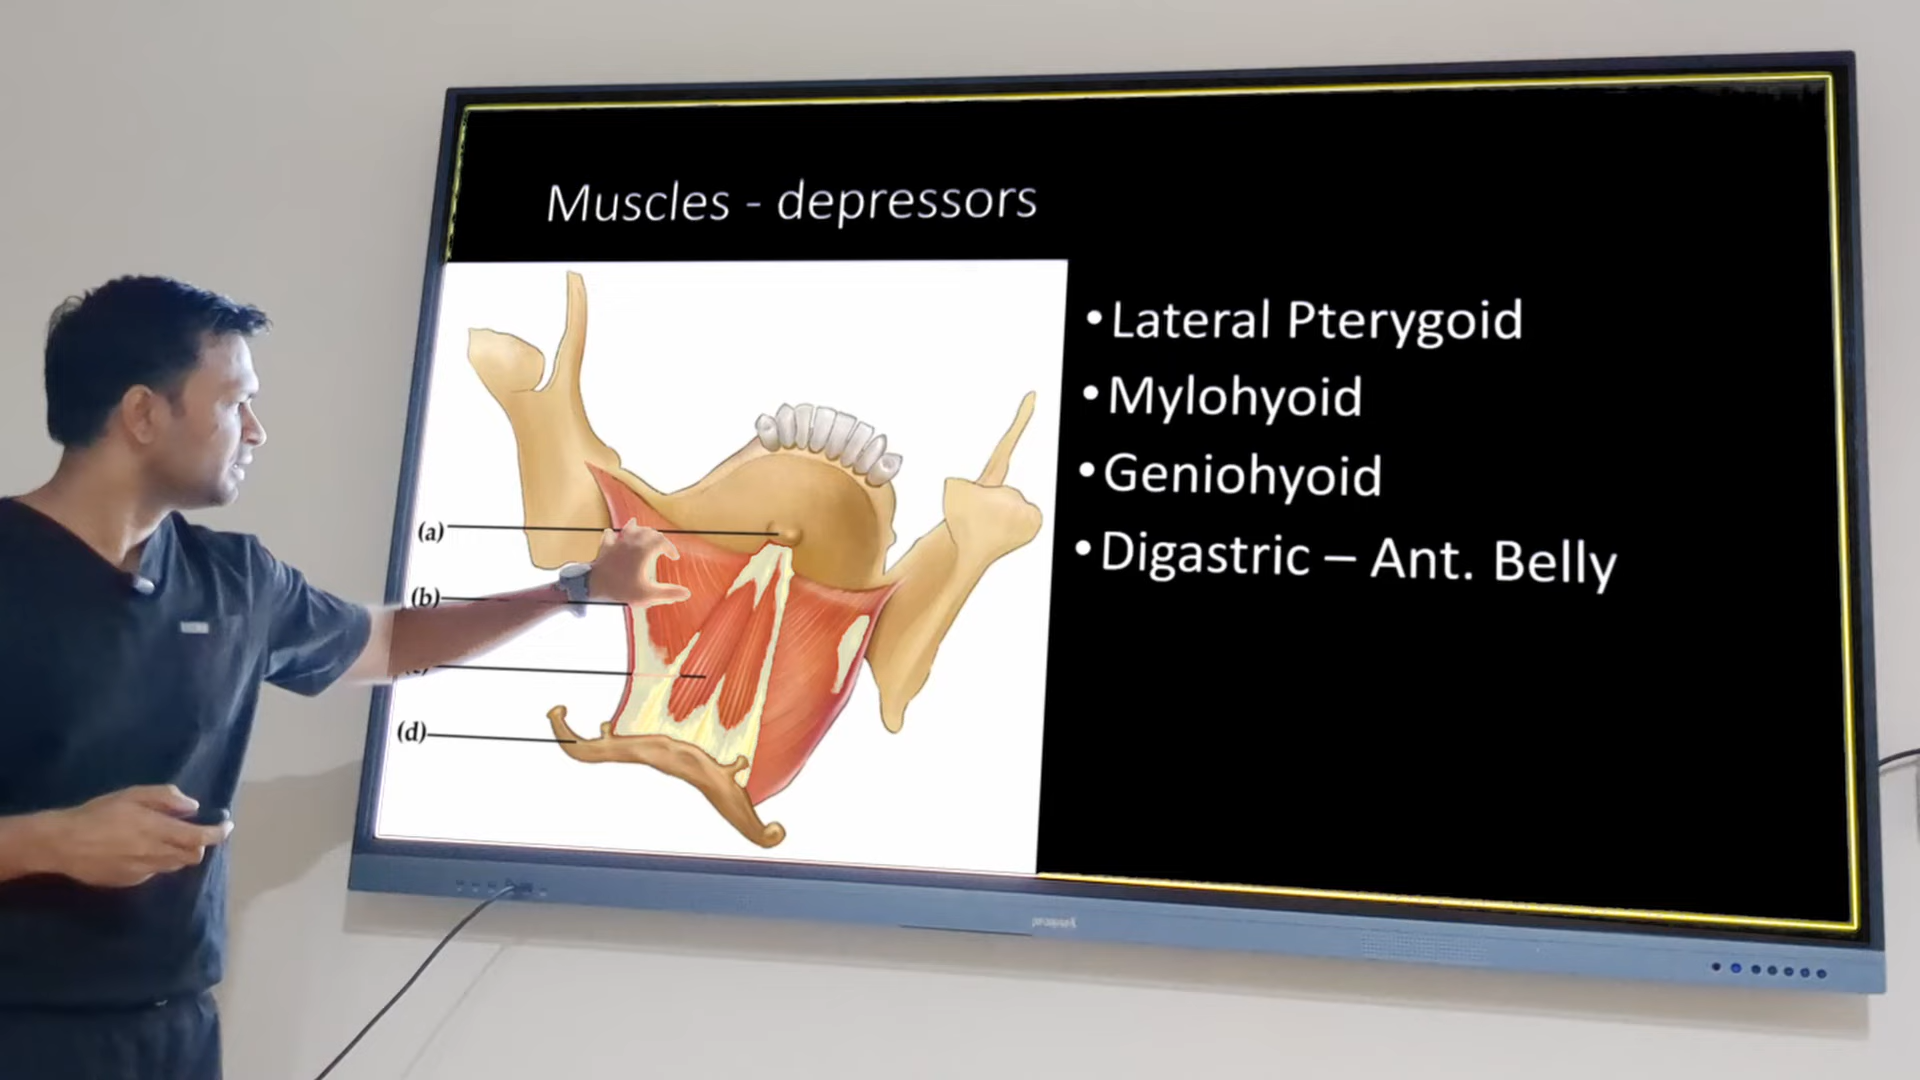 Muscles - depressors
• Lateral Pterygoid
• Mylohyoid
• Geniohyoid
• Digastric – Ant. Belly
(a)
(b)
(d)